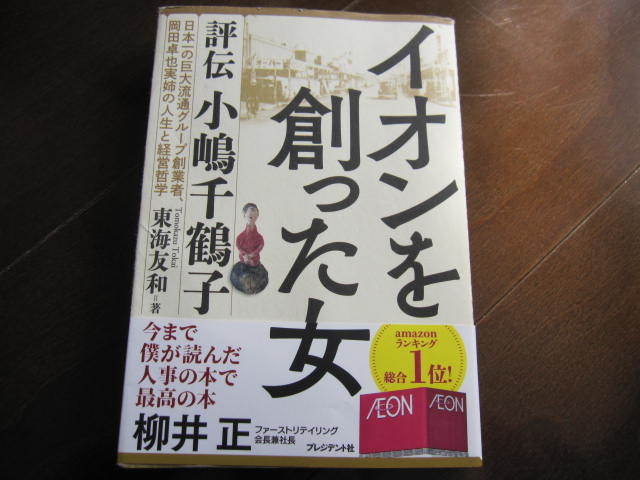 イオンを
創った女
評伝 小嶋千鶴子
日本一の巨大流通グループ創業者、
岡田卓也実姉の人生と経営哲学
Tomokazu Tokai
東海友和=著
今まで
僕が読んだ
人事の本で
最高の本
柳井 正
ファーストリテイリング
会長兼社長
プレジデント社
amazon
ランキング
総合1位!
ÆON
ÆON